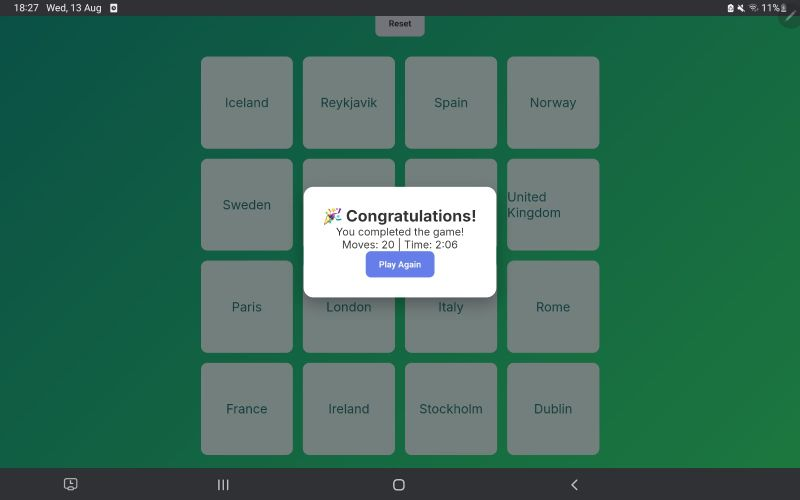 18:27 Wed, 13 Aug
11%
Reset
Iceland
Reykjavik
Spain
Norway
Sweden
United
Kingdom
🎉 Congratulations!
You completed the game!
Moves: 20 | Time: 2:06
Play Again
Paris
London
Italy
Rome
France
Ireland
Stockholm
Dublin